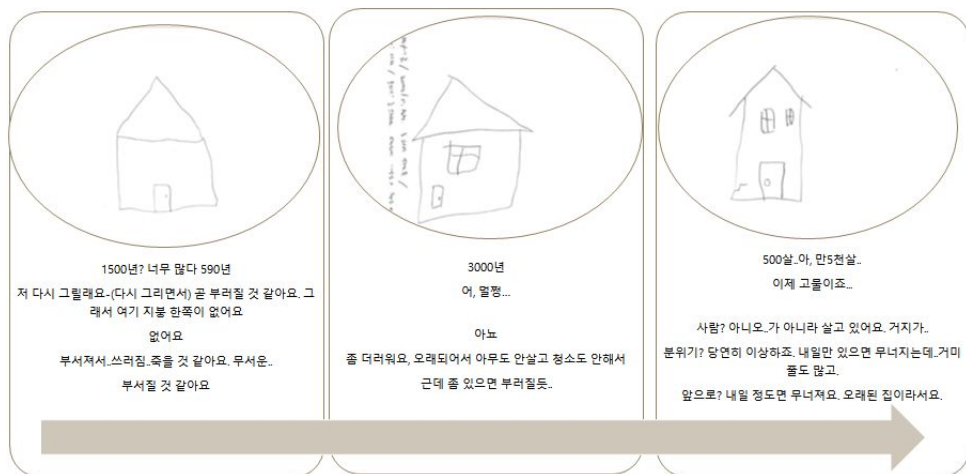 1500년? 너무 많다 590년
저 다시 그릴래요-(다시 그리면서) 곧 부러질 것 같아요. 그
래서 여기 지붕 한쪽이 없어요
없어요
부서져서..쓰러짐..죽을 것 같아요. 무서운..
부서질 것 같아요
3000년
어, 멀쩡...
아뇨
좀 더러워요, 오래되어서 아무도 안살고 청소도 안해서
근데 좀 있으면 부러질듯..
500살..아, 만5천살..
이제 고물이죠...
사람? 아니오..가 아니라 살고 있어요. 거지가..
분위기? 당연히 이상하죠. 내일만 있으면 무너지는데..거미
줄도 많고.
앞으로? 내일 정도면 무너져요. 오래된 집이라서요.